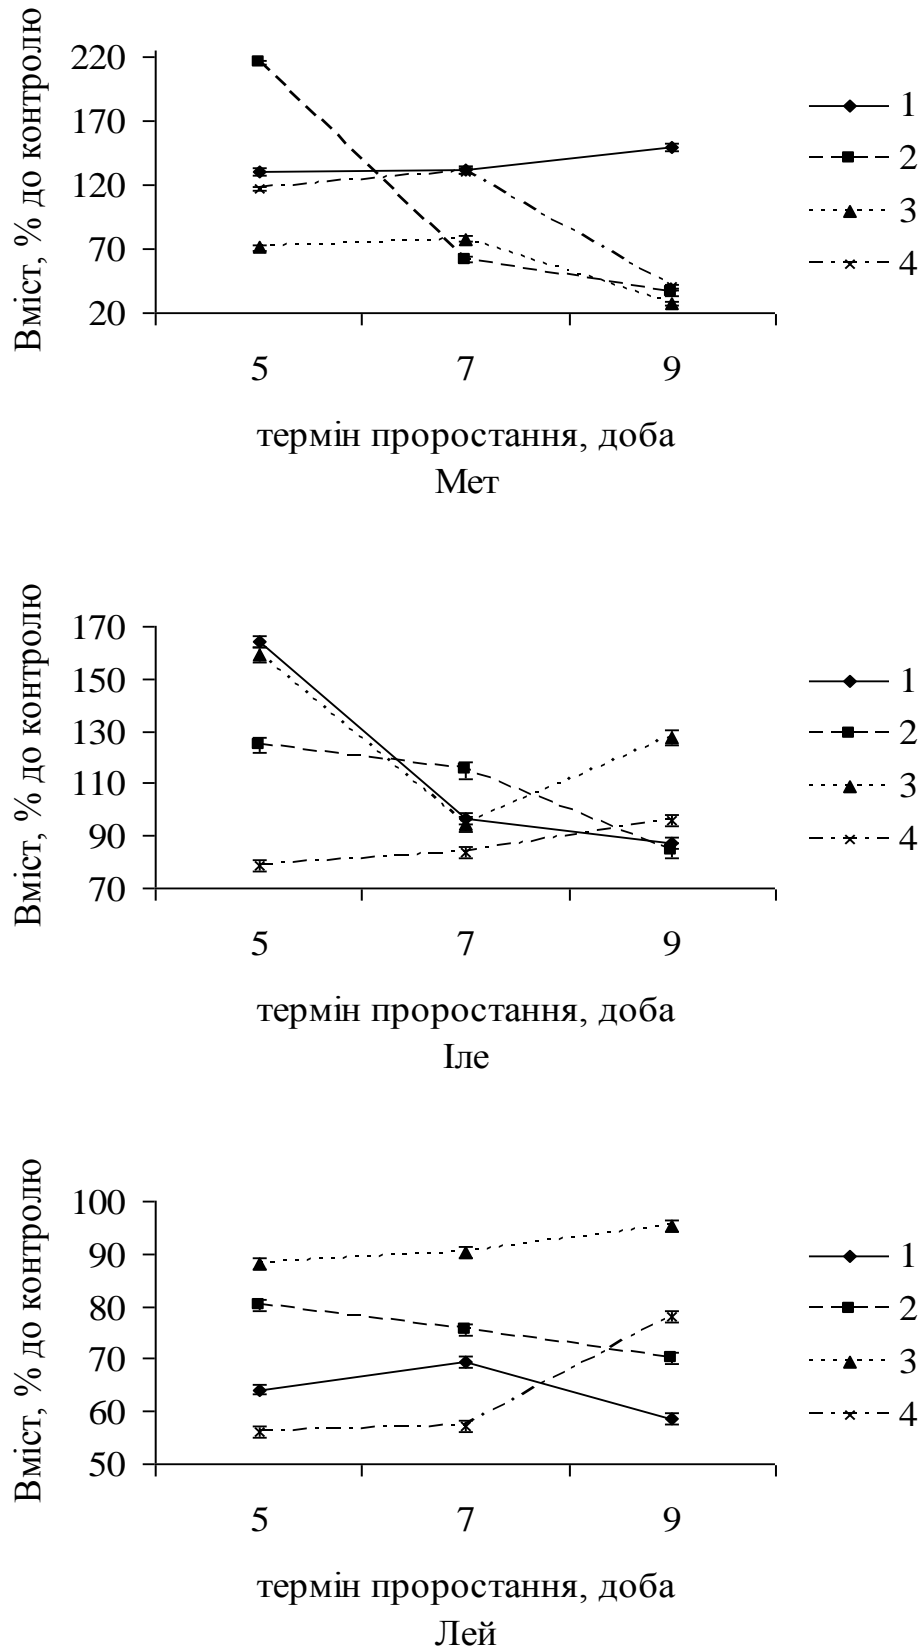 Вміст, % до контролю
220
170
120
70
20
5 7 9
термін проростання, доба
Мет
1
2
3
4
Вміст, % до контролю
170
150
130
110
90
70
5 7 9
термін проростання, доба
Іле
1
2
3
4
Вміст, % до контролю
100
90
80
70
60
50
5 7 9
термін проростання, доба
Лей
1
2
3
4